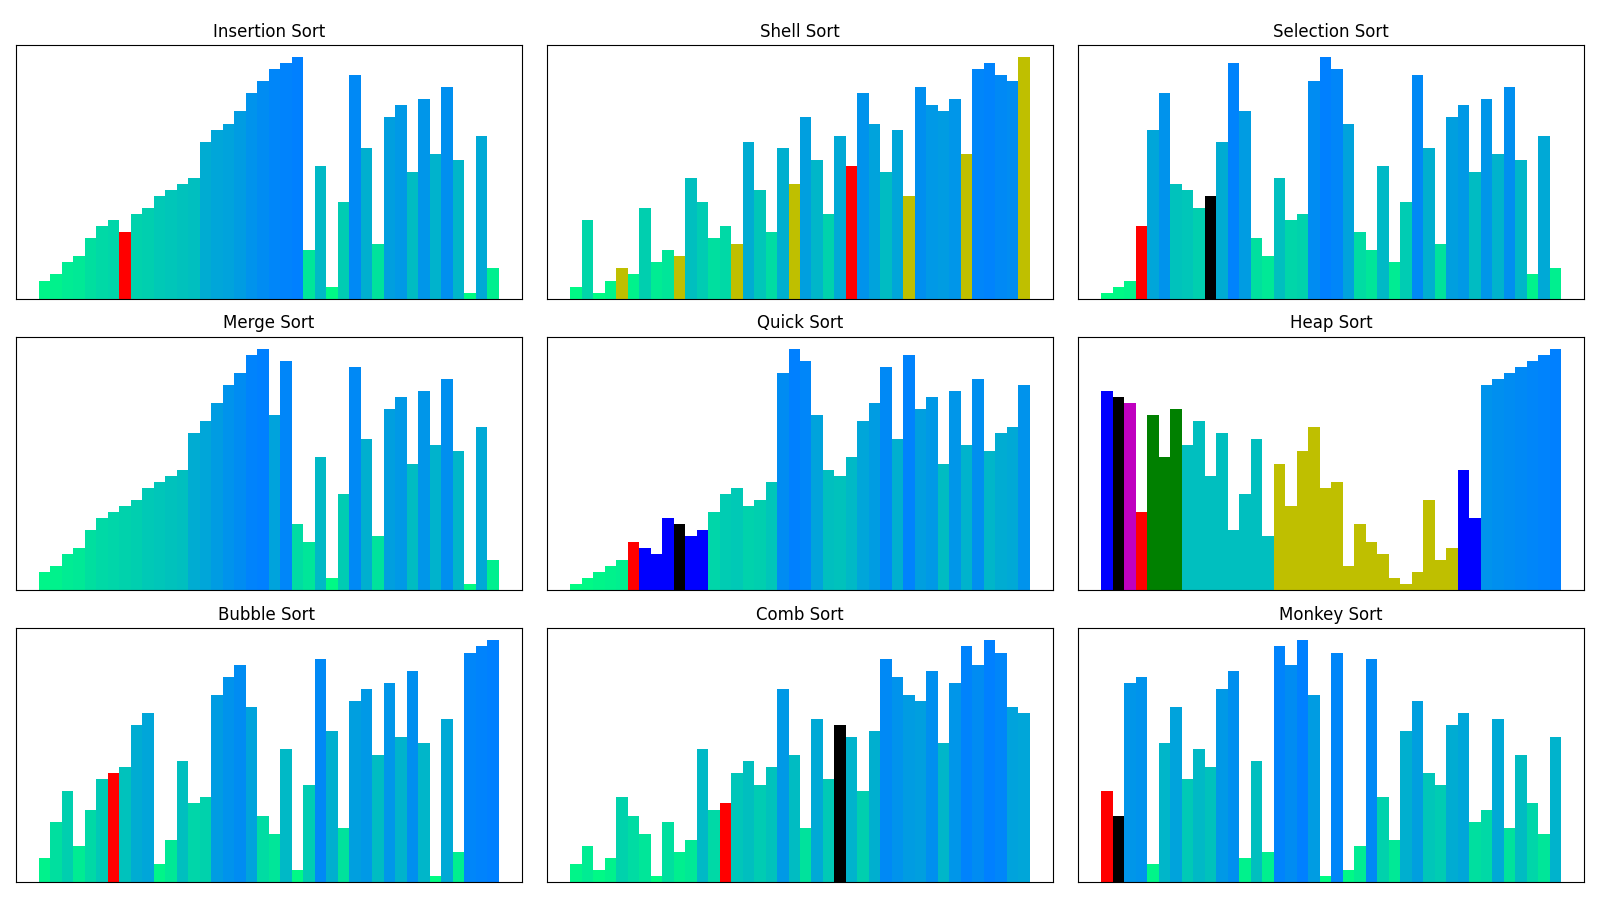 Insertion Sort
Shell Sort
Selection Sort
Merge Sort
Quick Sort
Heap Sort
Bubble Sort
Comb Sort
Monkey Sort